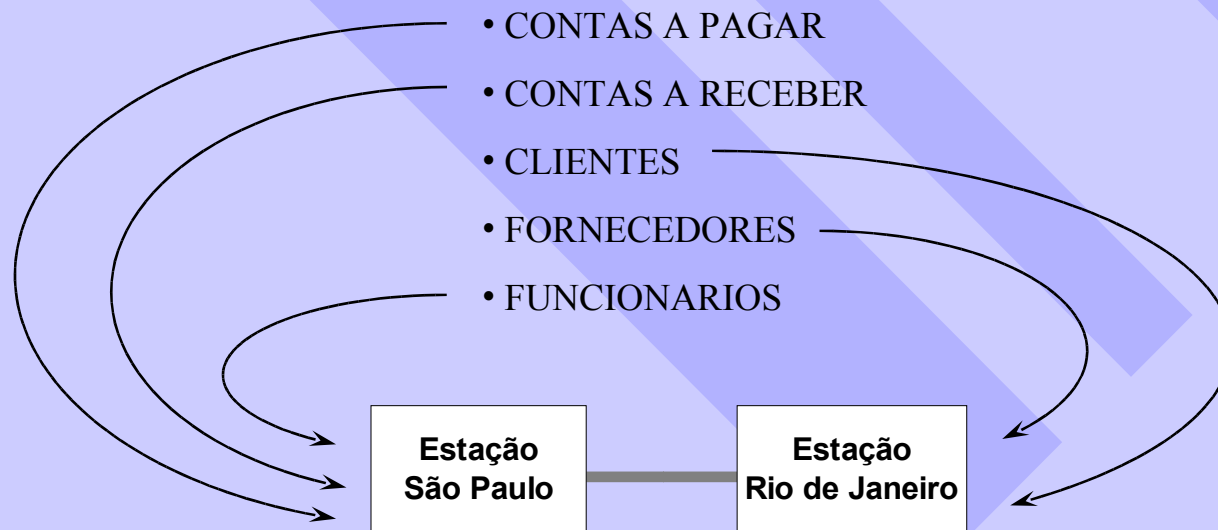 • CONTAS A PAGAR
• CONTAS A RECEBER
• CLIENTES
• FORNECEDORES
• FUNCIONARIOS
Estação
São Paulo
Estação
Rio de Janeiro